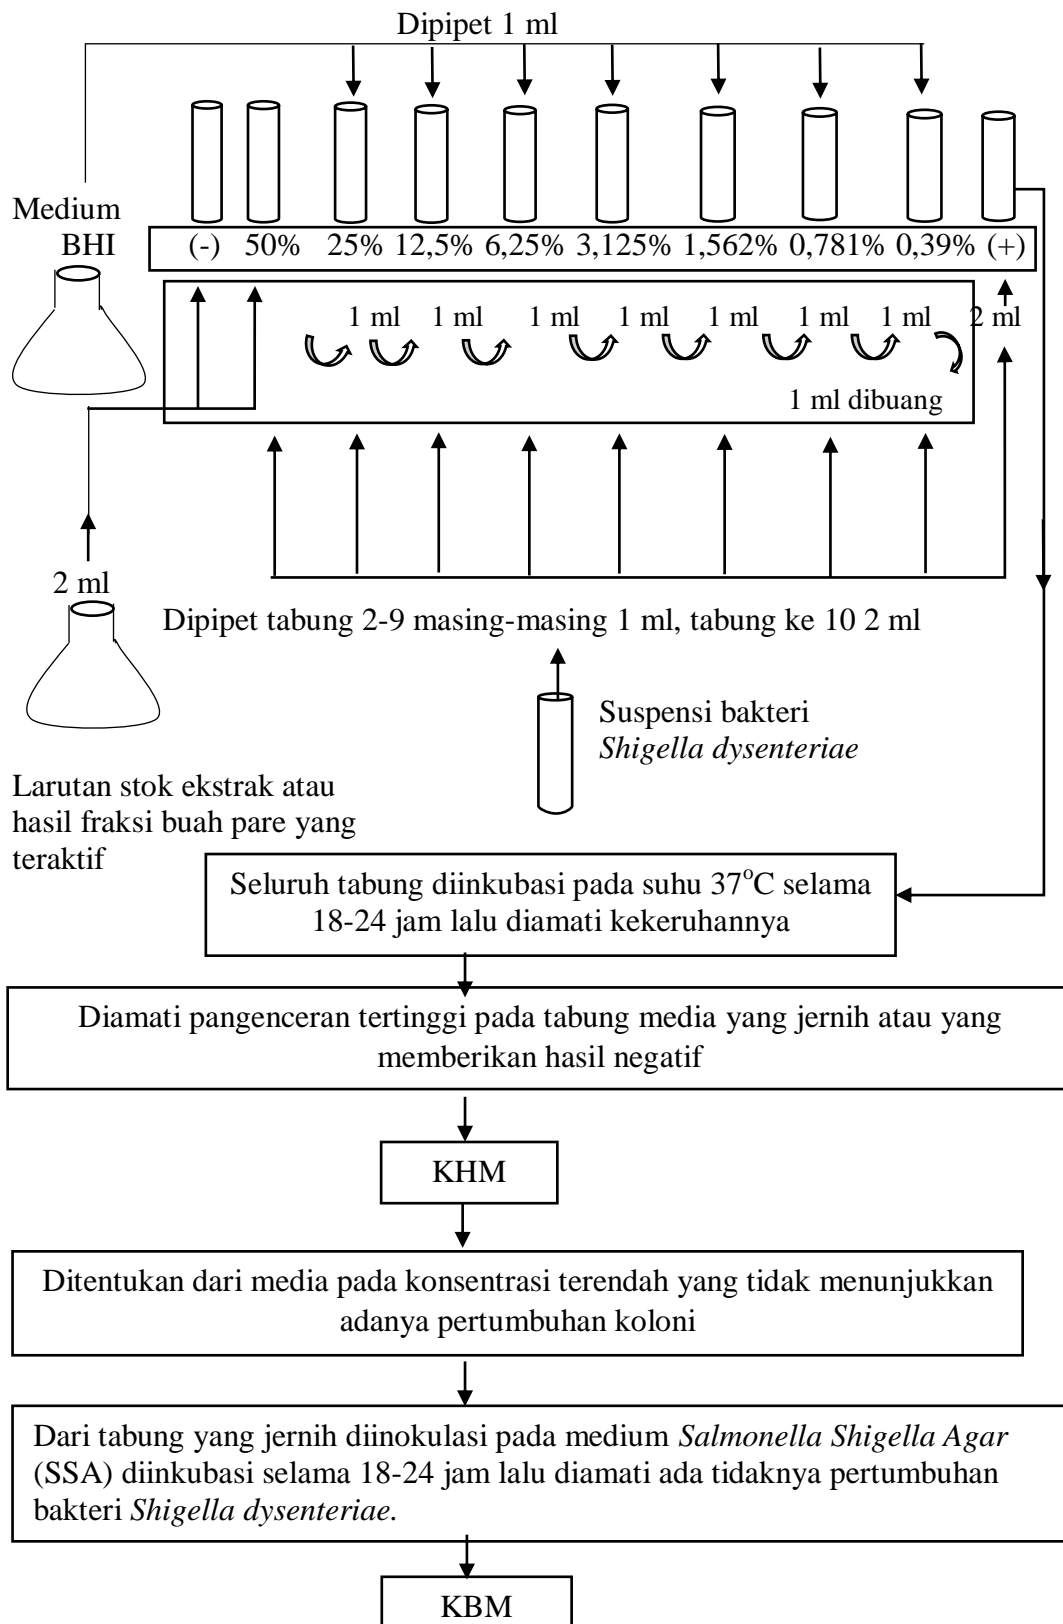 Dipipet 1 ml
Medium
BHI
(-) 50% 25% 12,5% 6,25% 3,125% 1,562% 0,781% 0,39% (+)
1 ml 1 ml 1 ml 1 ml 1 ml 1 ml 1 ml 2 ml
1 ml dibuang
2 ml
Dipipet tabung 2-9 masing-masing 1 ml, tabung ke 10 2 ml
Suspensi bakteri
Shigella dysenteriae
Larutan stok ekstrak atau
hasil fraksi buah pare yang
teraktif
Seluruh tabung diinkubasi pada suhu 37°C selama
18-24 jam lalu diamati kekeruhannya
Diamati pangenceran tertinggi pada tabung media yang jernih atau yang
memberikan hasil negatif
KHM
Ditentukan dari media pada konsentrasi terendah yang tidak menunjukkan
adanya pertumbuhan koloni
Dari tabung yang jernih diinokulasi pada medium Salmonella Shigella Agar
(SSA) diinkubasi selama 18-24 jam lalu diamati ada tidaknya pertumbuhan
bakteri Shigella dysenteriae.
KBM